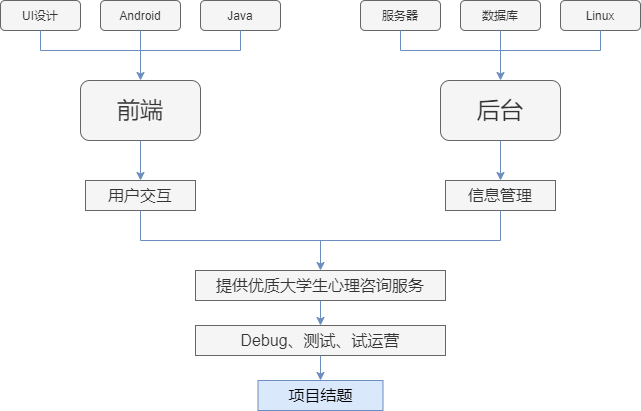 UI设计
Android
Java
服务器
数据库
Linux
前端
后台
用户交互
信息管理
提供优质大学生心理咨询服务
Debug、测试、试运营
项目结题